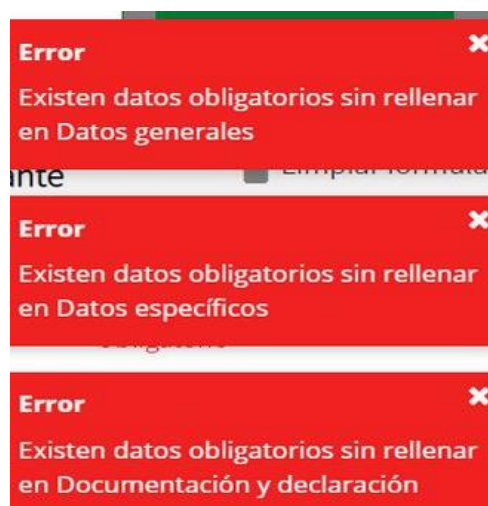 Error
Existen datos obligatorios sin rellenar
en Datos generales
Error
Existen datos obligatorios sin rellenar
en Datos específicos
Error
Existen datos obligatorios sin rellenar
en Documentación y declaración